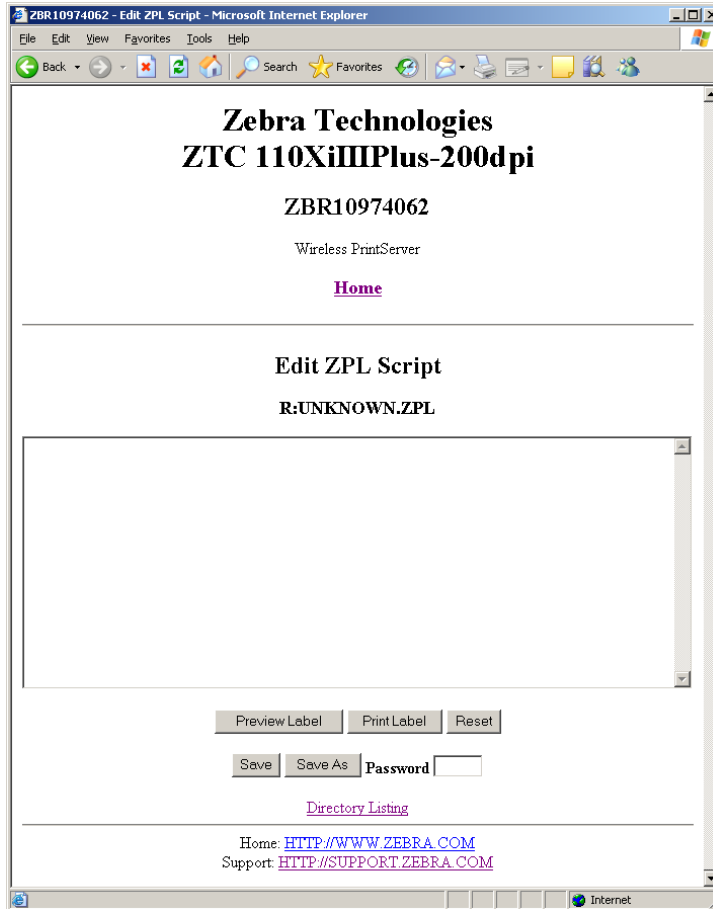 ZBR10974062 - Edit ZPL Script - Microsoft Internet Explorer
File Edit View Favorites Tools Help
Back Search Favorites
Zebra Technologies
ZTC 110XiIIIPlus-200dpi
ZBR10974062
Wireless PrintServer
Home
Edit ZPL Script
R:UNKNOWN.ZPL
Preview Label Print Label Reset
Save Save As Password
Directory Listing
Home: HTTP://WWW.ZEBRA.COM
Support: HTTP://SUPPORT.ZEBRA.COM
Internet